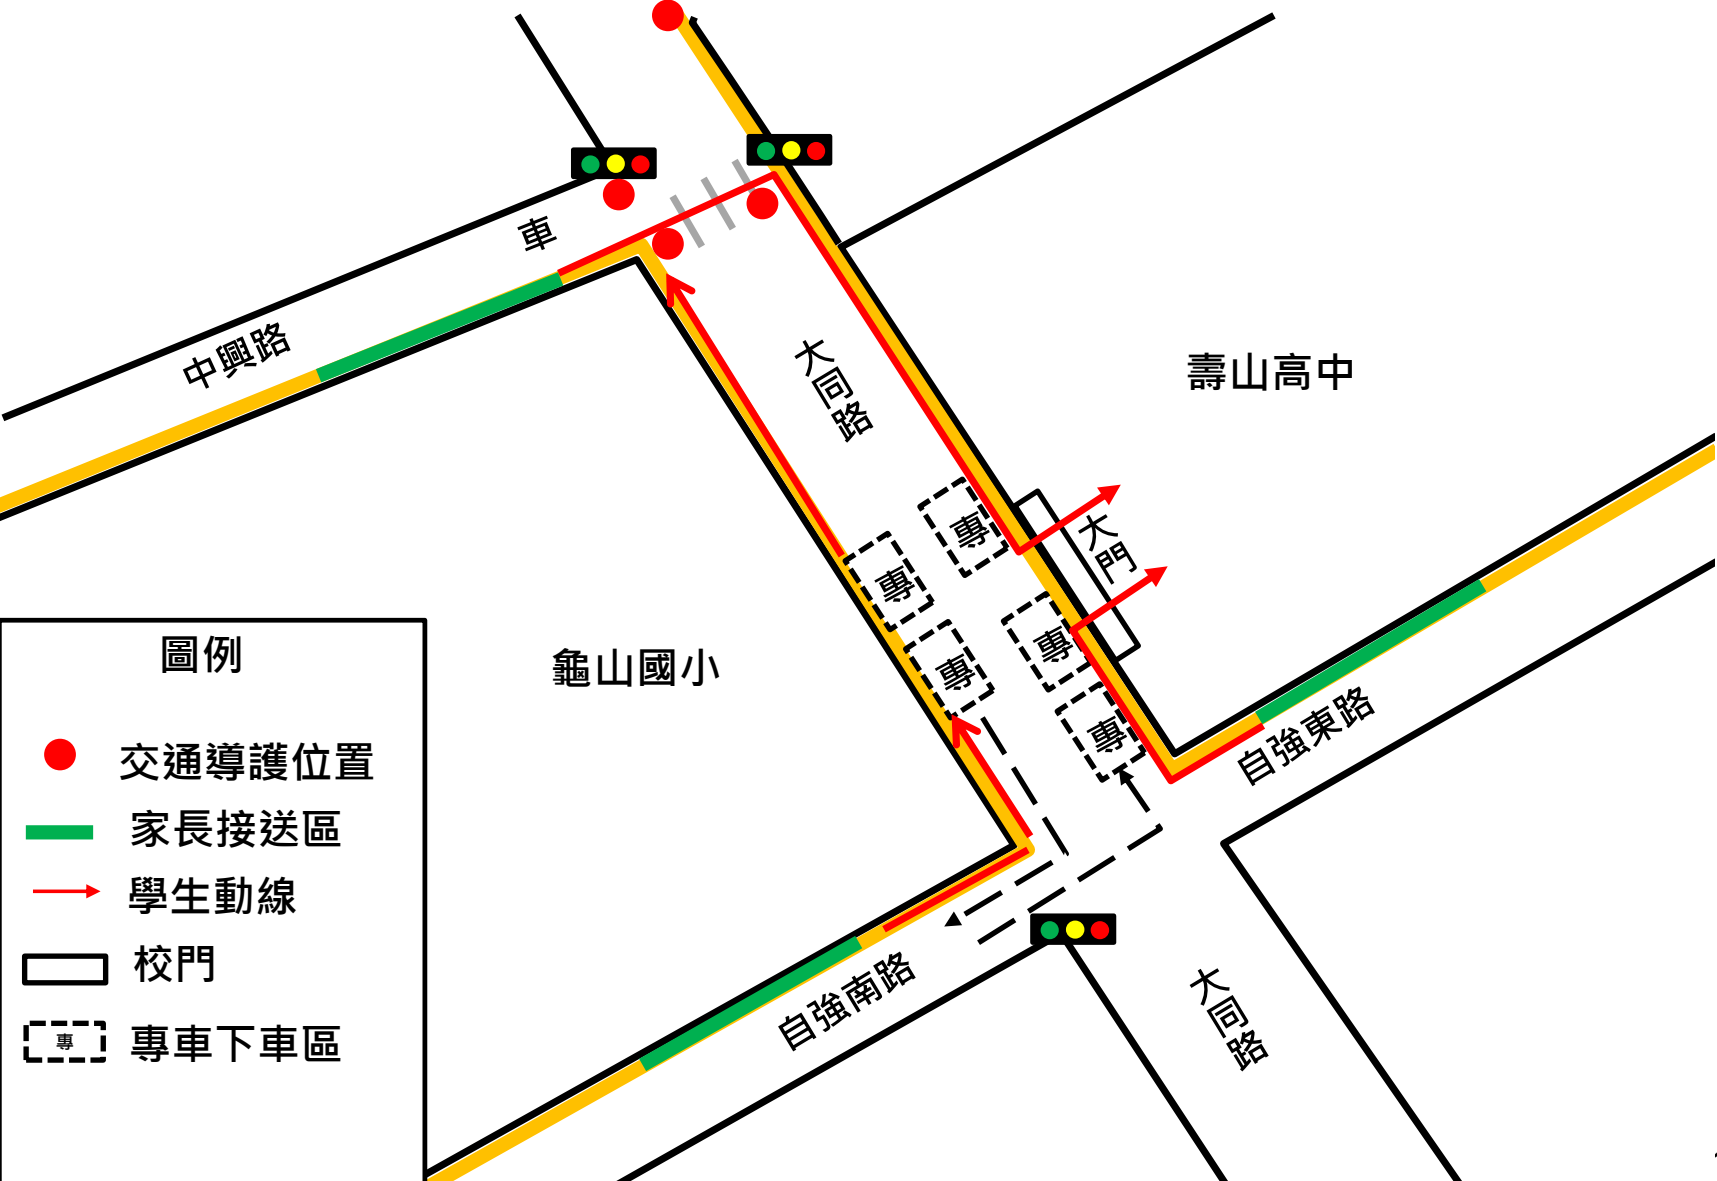 車
中興路
大同路
壽山高中
專
大門
專
專
專
圖例
龜山國小
專
自強東路
交通導護位置
家長接送區
學生動線
校門
自強南路
大同路
專
專車下車區